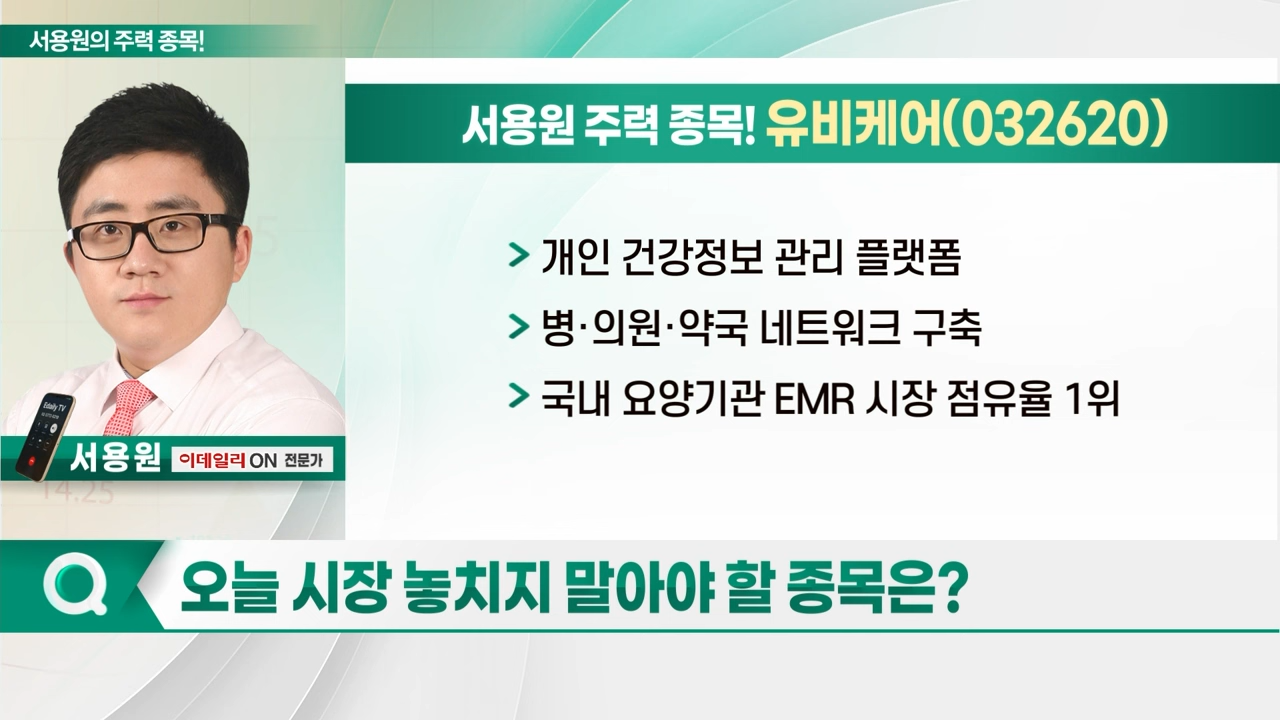 서용원의 주력 종목!
서용원 주력 종목! 유비케어(032620)
> 개인 건강정보 관리 플랫폼
> 병·의원·약국 네트워크 구축
> 국내 요양기관 EMR 시장 점유율 1위
Edaily TV
서용원 이데일리 ON 전문가
14.25
Q 오늘 시장 놓치지 말아야 할 종목은?